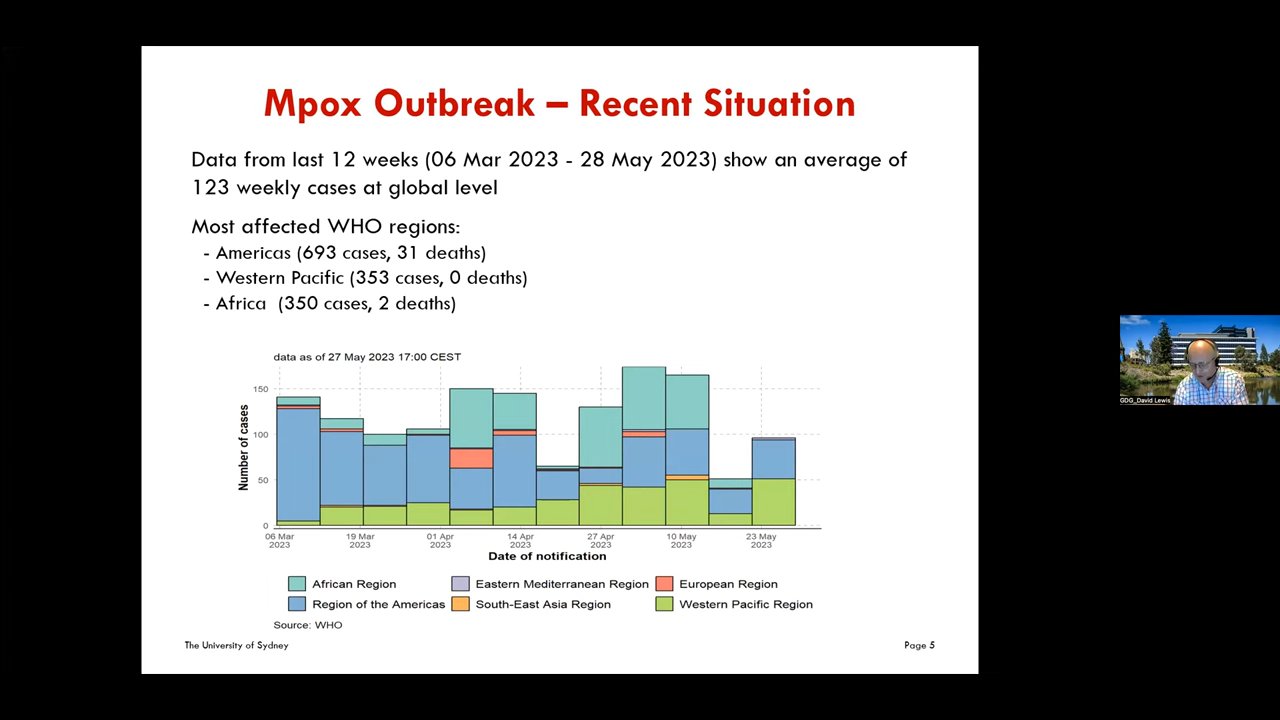 Mpox Outbreak – Recent Situation
Data from last 12 weeks (06 Mar 2023 - 28 May 2023) show an average of
123 weekly cases at global level
Most affected WHO regions:
- Americas (693 cases, 31 deaths)
- Western Pacific (353 cases, 0 deaths)
- Africa (350 cases, 2 deaths)
data as of 27 May 2023 17:00 CEST
Number of cases
150
100
50
0
06 Mar 19 Mar 01 Apr 14 Apr 27 Apr 10 May 23 May
2023 2023 2023 2023 2023 2023 2023
Date of notification
African Region Eastern Mediterranean Region European Region
Region of the Americas South-East Asia Region Western Pacific Region
Source: WHO
The University of Sydney Page 5
GDG_David Lewis